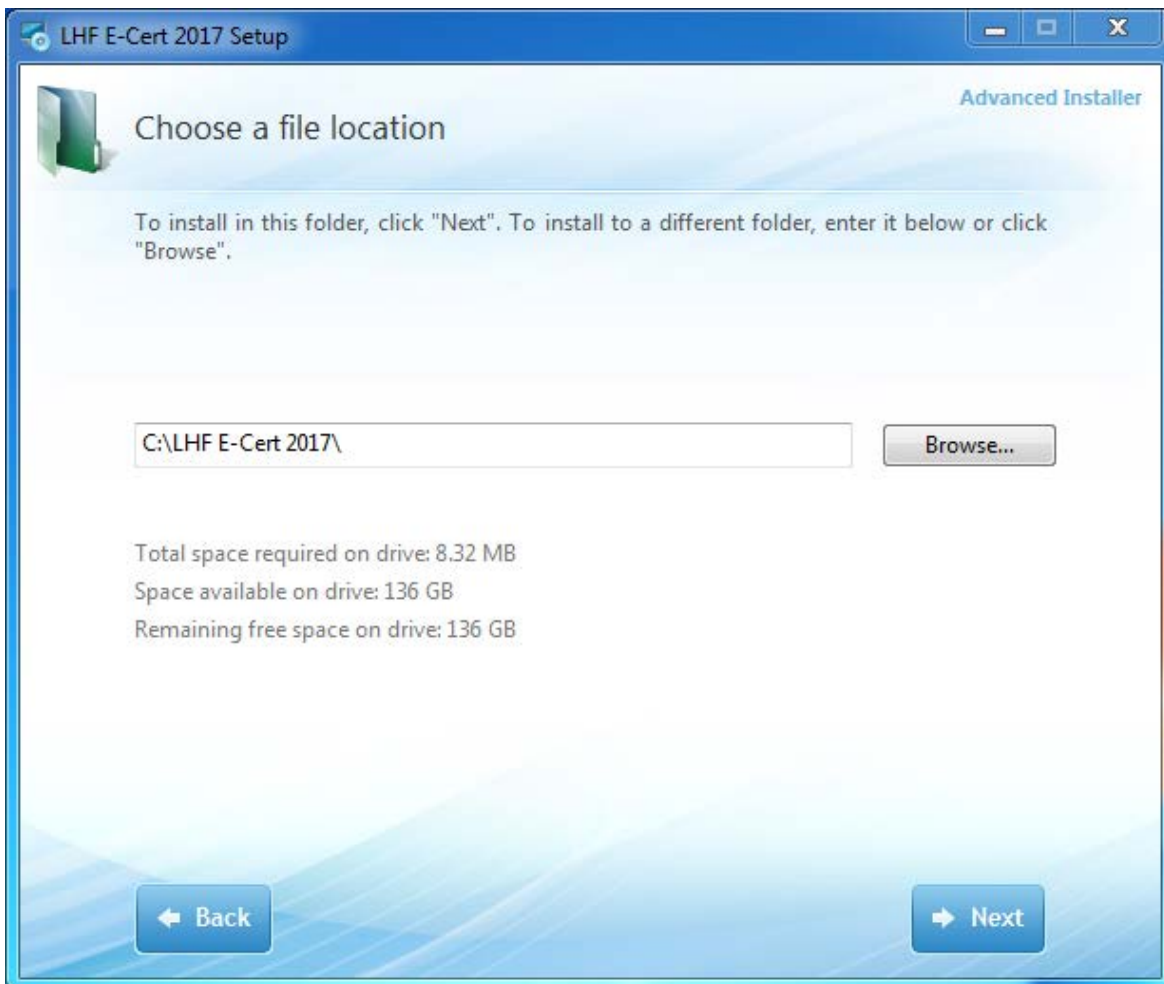 LHF E-Cert 2017 Setup
Advanced Installer
Choose a file location
To install in this folder, click "Next". To install to a different folder, enter it below or click
"Browse".
C:\LHF E-Cert 2017\
Browse...
Total space required on drive: 8.32 MB
Space available on drive: 136 GB
Remaining free space on drive: 136 GB
Back
Next